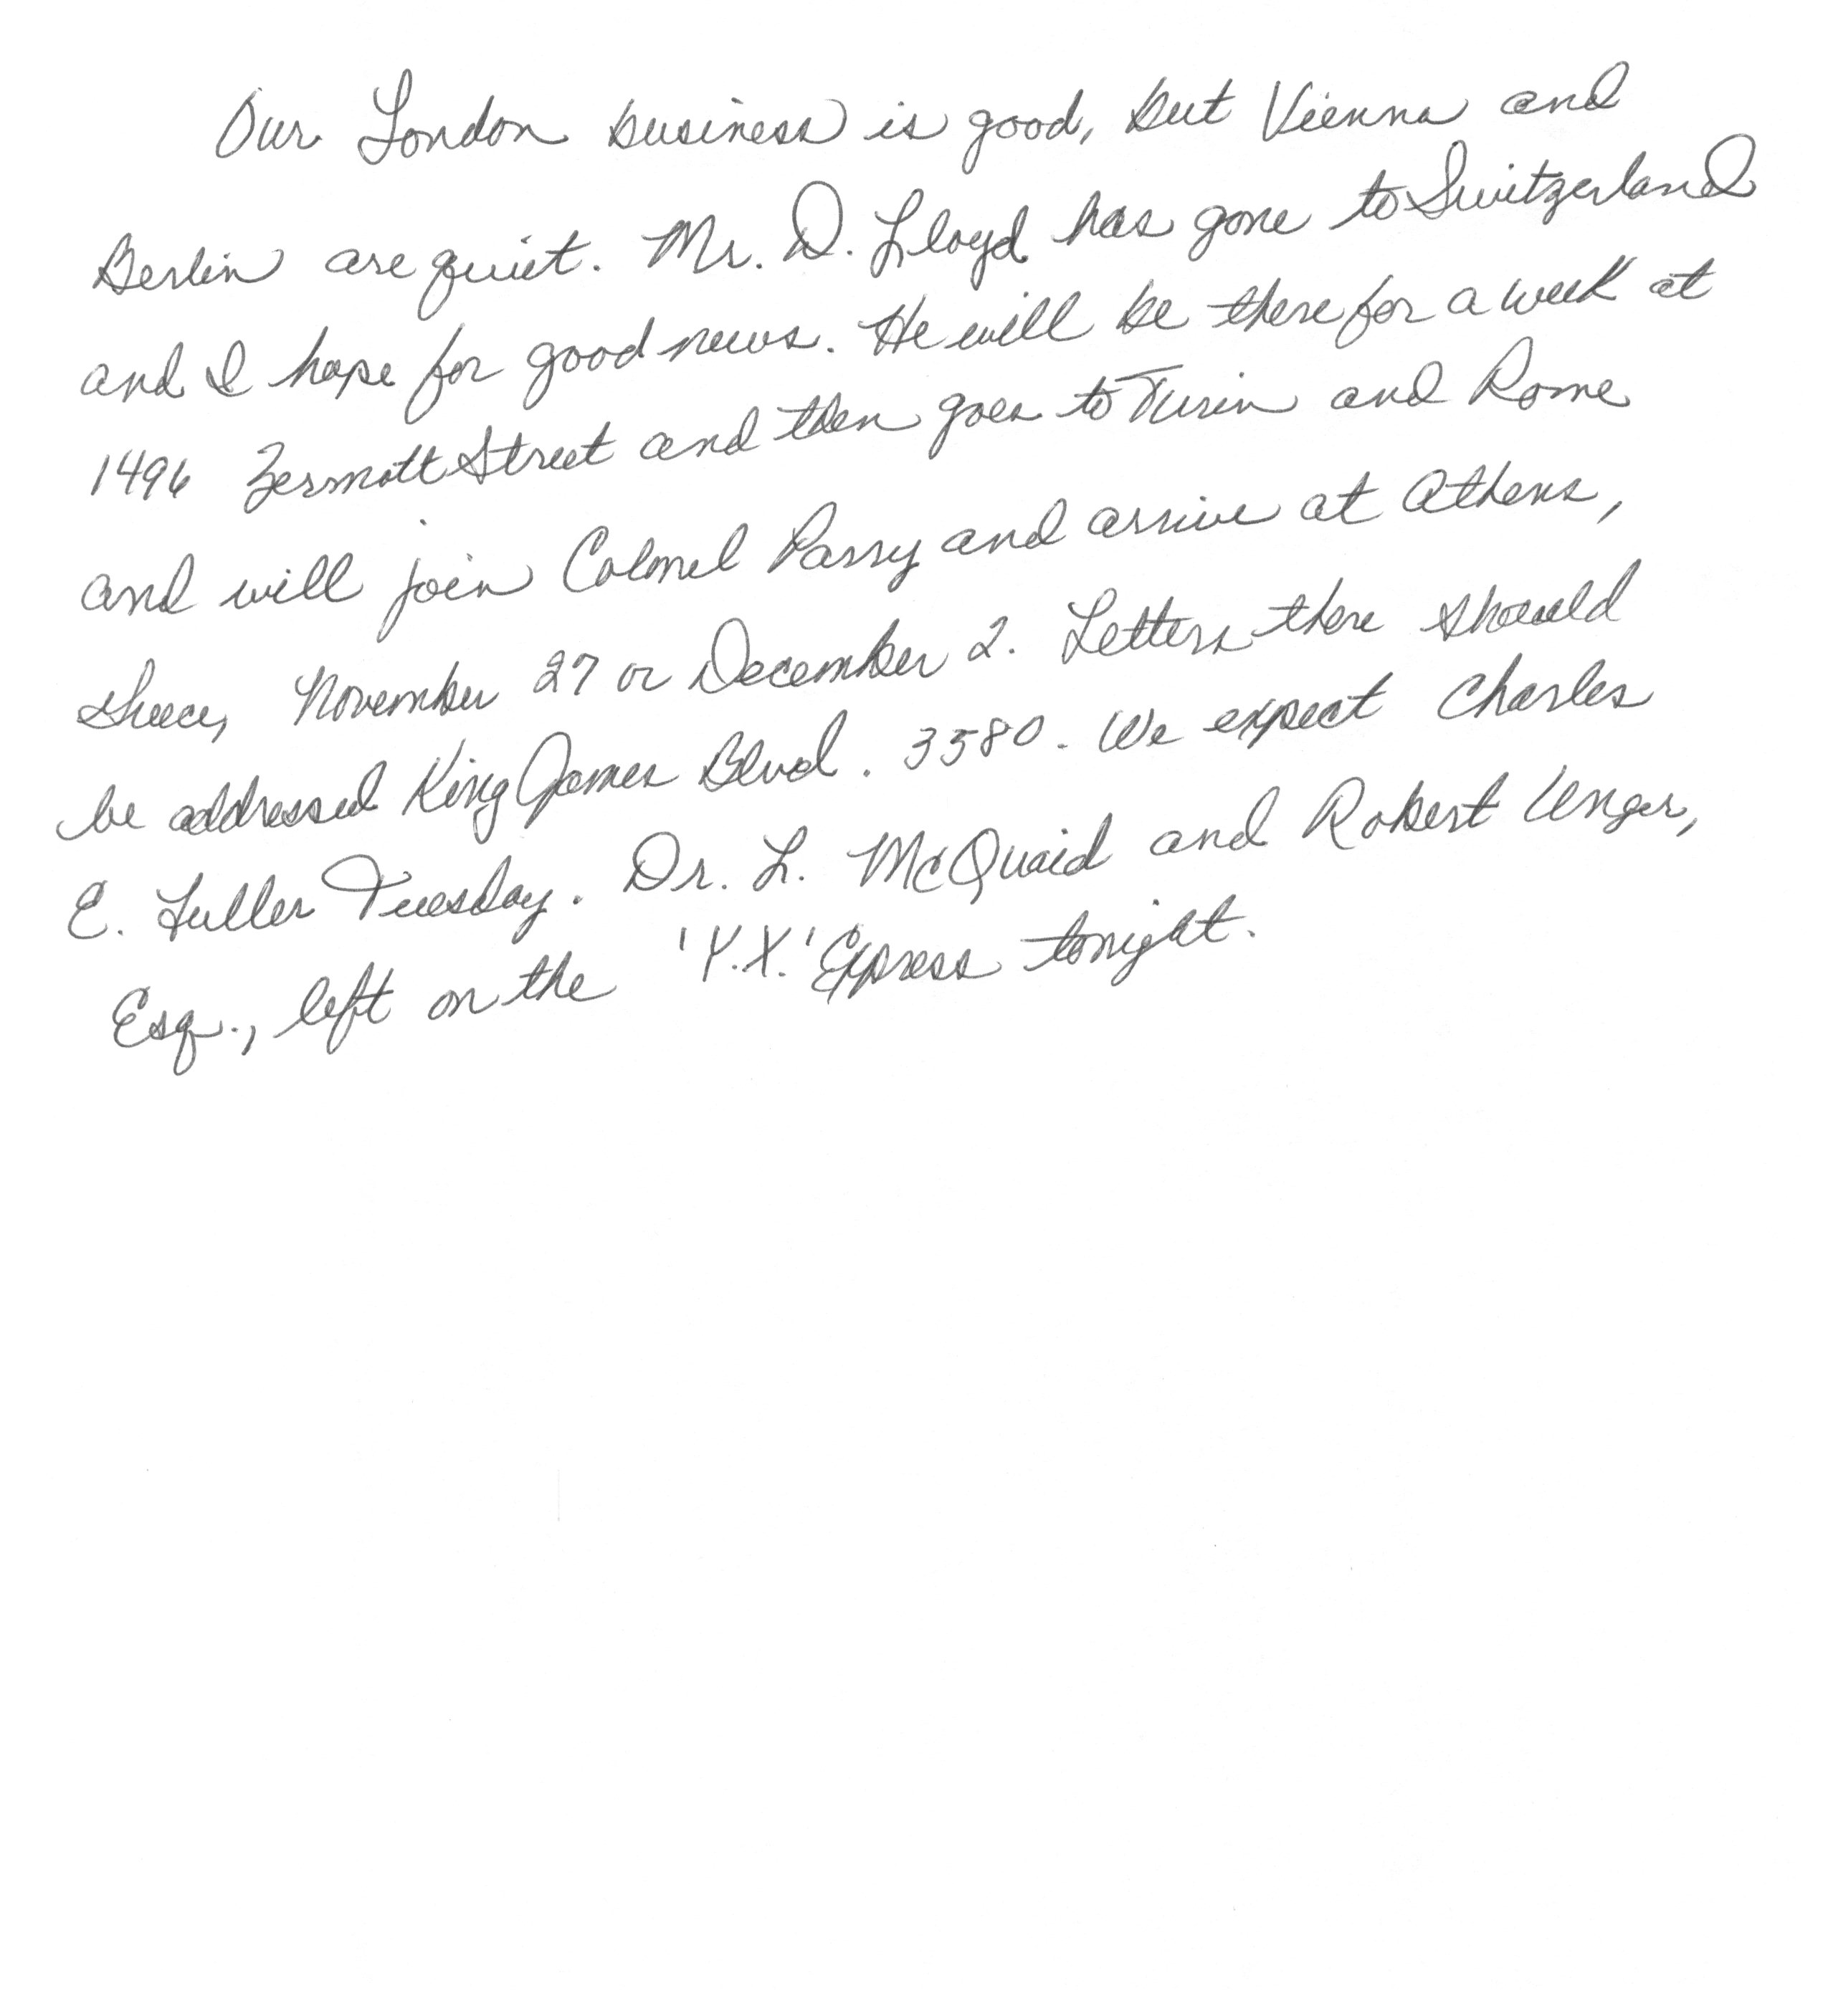 Our London business is good, but Vienna and
Berlin are quiet. Mr. D. Lloyd has gone to Switzerland
and I hope for good news. He will be there for a week at
1496 Zermott Street and then goes to Turin and Rome
and will join Colonel Parry and arrive at Athens,
Greece, November 27 or December 2. Letters there should
be addressed King James Blvd. 3580. We expect Charles
E. Fuller Tuesday. Dr. L. McQuaid and Robert Unger,
Esq., left on the 'Y.X.' Express tonight.